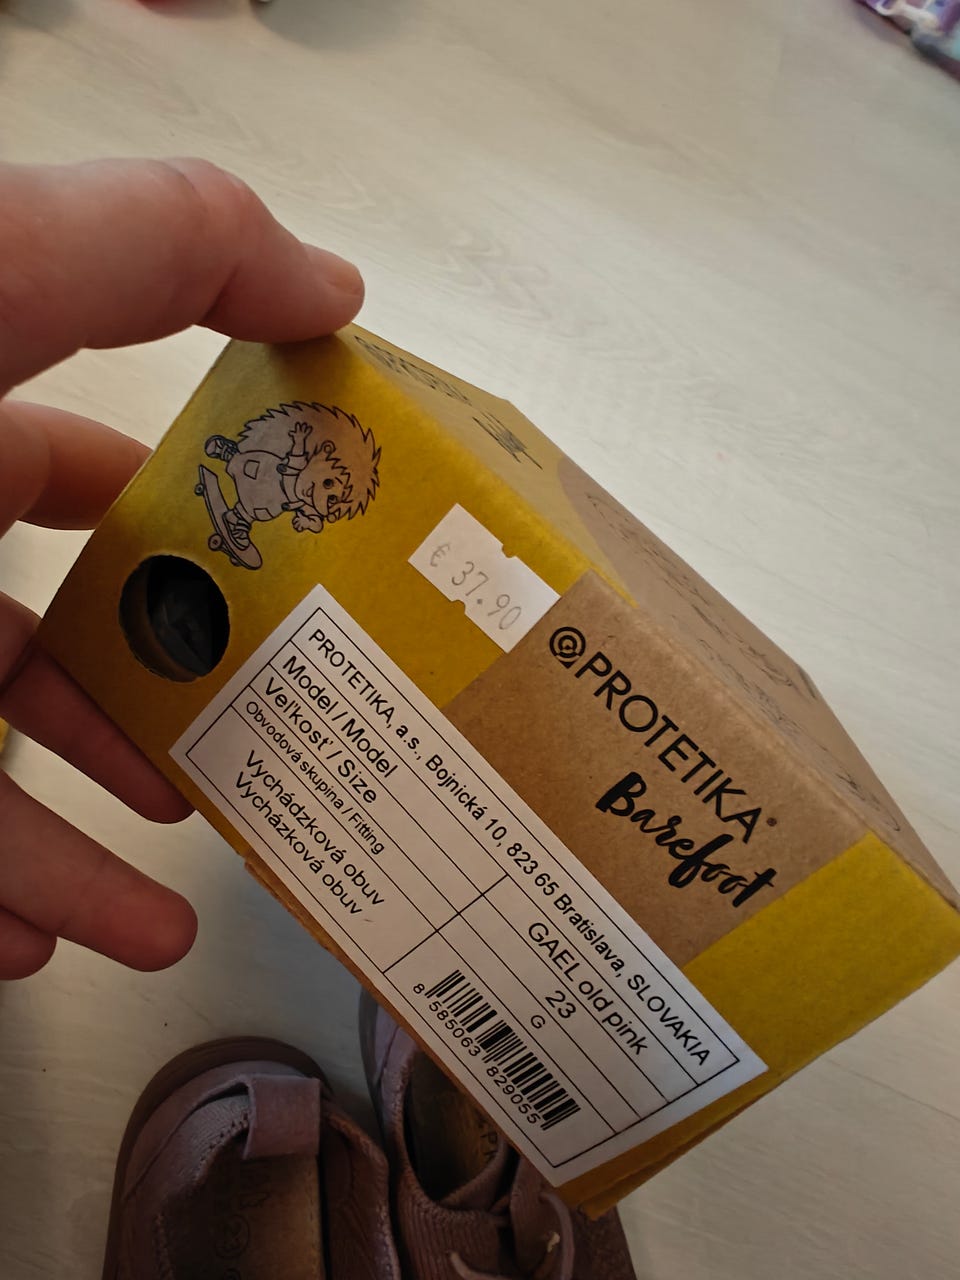 € 37.90
PROTETIKA®
Barefoot
PROTETIKA, a.s., Bojnická 10, 823 65 Bratislava, SLOVAKIA
Model / Model GAEL old pink
Veľkosť / Size 23
Obvodová skupina / Fitting G
Vychádzková obuv
Vycházková obuv
8 585063 829055